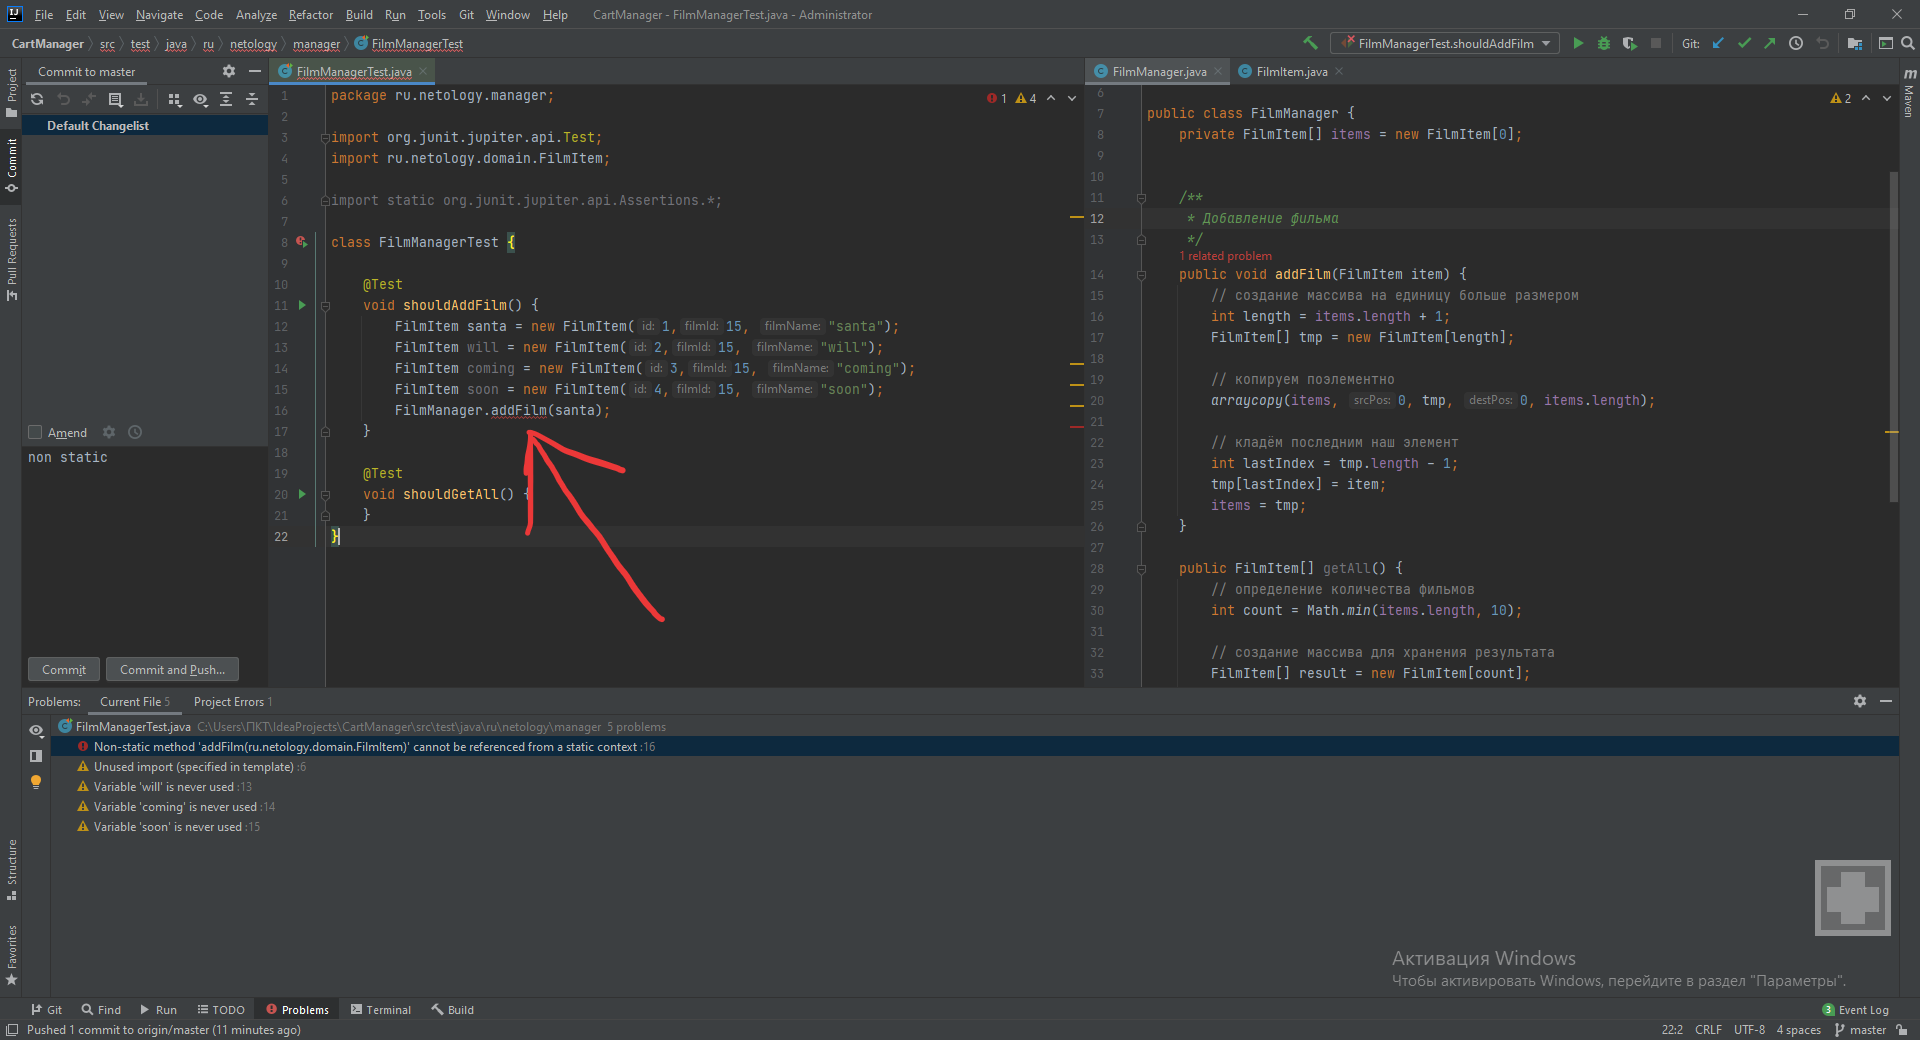 File Edit View Navigate Code Analyze Refactor Build Run Tools Git Window Help CartManager - FilmManagerTest.java - Administrator
CartManager src test java ru netology manager FilmManagerTest FilmManagerTest.shouldAddFilm Git:
Project
Commit
Pull Requests
Structure
Favorites
Commit to master
Default Changelist
Amend
non static
Commit Commit and Push...
FilmManagerTest.java
1 package ru.netology.manager;
2
3 import org.junit.jupiter.api.Test;
4 import ru.netology.domain.FilmItem;
5
6 import static org.junit.jupiter.api.Assertions.*;
7
8 class FilmManagerTest {
9
10 @Test
11 void shouldAddFilm() {
12 FilmItem santa = new FilmItem( id: 1, filmId: 15, filmName: "santa");
13 FilmItem will = new FilmItem( id: 2, filmId: 15, filmName: "will");
14 FilmItem coming = new FilmItem( id: 3, filmId: 15, filmName: "coming");
15 FilmItem soon = new FilmItem( id: 4, filmId: 15, filmName: "soon");
16 FilmManager.addFilm(santa);
17 }
18
19 @Test
20 void shouldGetAll() {
21 }
22 }
1 4
FilmManager.java FilmItem.java
2
6
7 public class FilmManager {
8 private FilmItem[] items = new FilmItem[0];
9
10
11 /**
12 * Добавление фильма
13 */
1 related problem
14 public void addFilm(FilmItem item) {
15 // создание массива на единицу больше размером
16 int length = items.length + 1;
17 FilmItem[] tmp = new FilmItem[length];
18
19 // копируем поэлементно
20 arraycopy(items, srcPos: 0, tmp, destPos: 0, items.length);
21
22 // кладём последним наш элемент
23 int lastIndex = tmp.length - 1;
24 tmp[lastIndex] = item;
25 items = tmp;
26 }
27
28 public FilmItem[] getAll() {
29 // определение количества фильмов
30 int count = Math.min(items.length, 10);
31
32 // создание массива для хранения результата
33 FilmItem[] result = new FilmItem[count];
m Maven
Problems: Current File 5 Project Errors 1
FilmManagerTest.java C:\Users\ПКТ\IdeaProjects\CartManager\src\test\java\ru\netology\manager 5 problems
Non-static method 'addFilm(ru.netology.domain.FilmItem)' cannot be referenced from a static context :16
Unused import (specified in template) :6
Variable 'will' is never used :13
Variable 'coming' is never used :14
Variable 'soon' is never used :15
Активация Windows
Чтобы активировать Windows, перейдите в раздел "Параметры".
Git Find Run TODO Problems Terminal Build 3 Event Log
Pushed 1 commit to origin/master (11 minutes ago) 22:2 CRLF UTF-8 4 spaces master